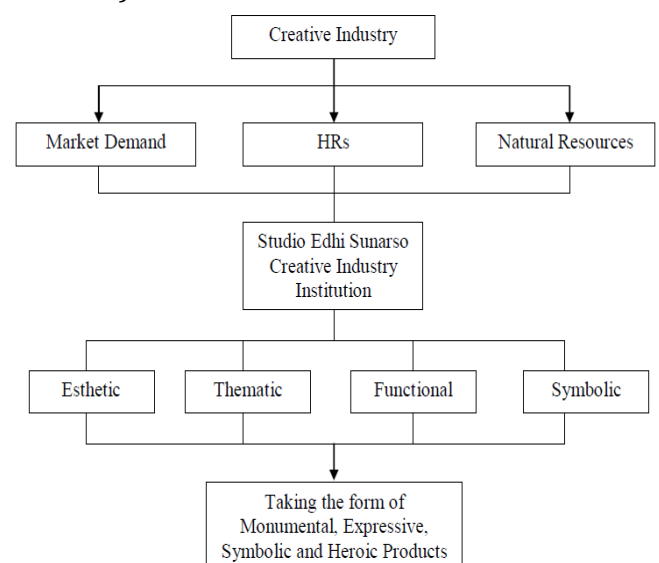 Creative Industry
Market Demand
HRs
Natural Resources
Studio Edhi Sunarso
Creative Industry
Institution
Esthetic
Thematic
Functional
Symbolic
Taking the form of
Monumental, Expressive,
Symbolic and Heroic Products